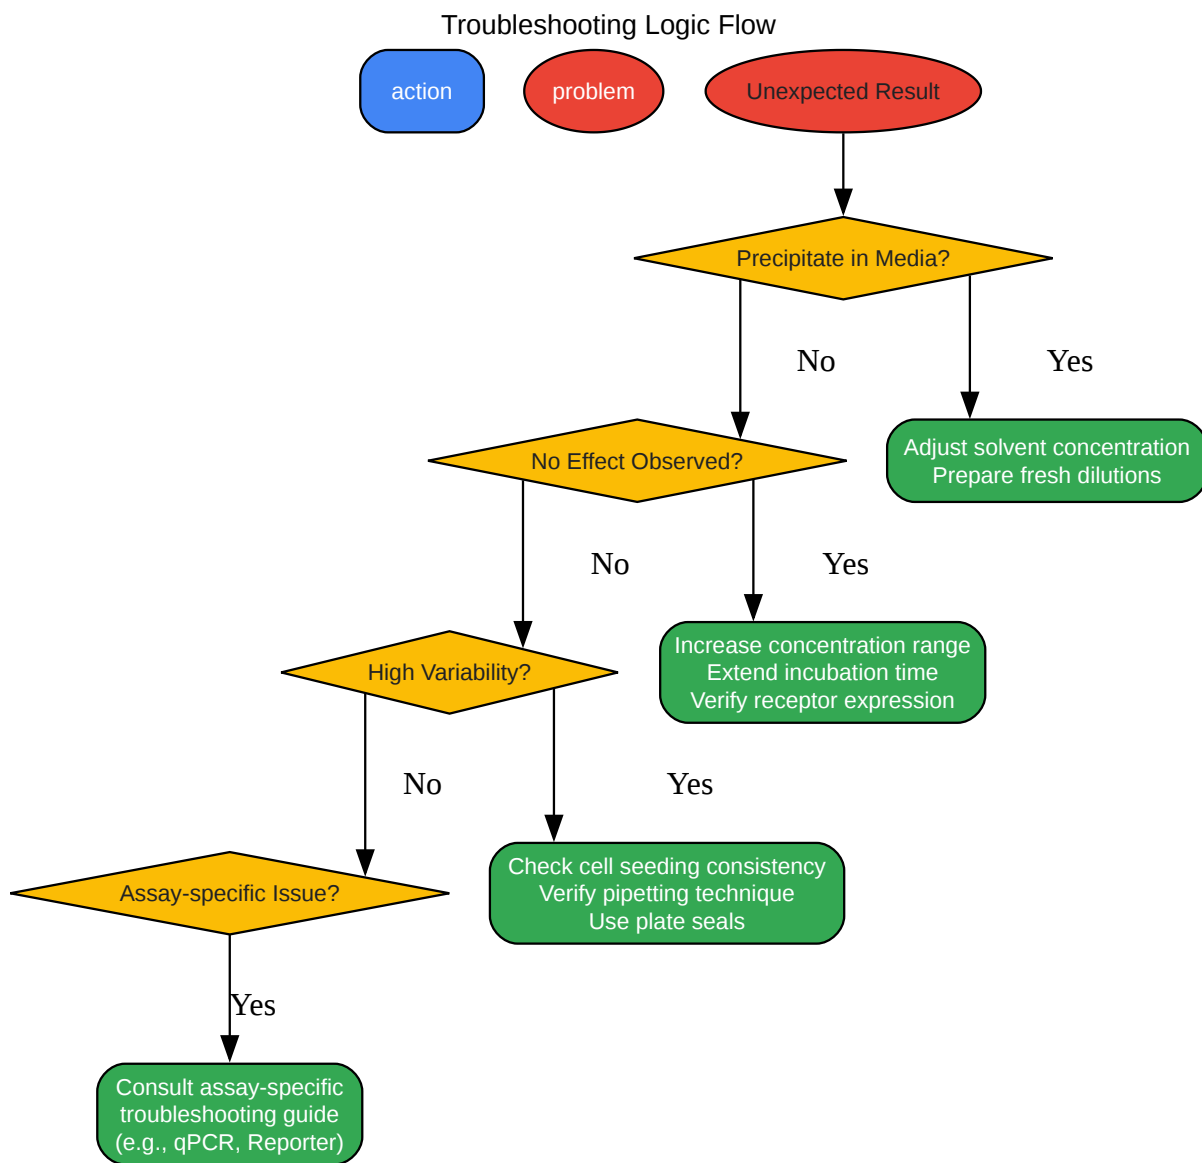 Troubleshooting Logic Flow
action
problem
Unexpected Result
Precipitate in Media?
No
Yes
Adjust solvent concentration
Prepare fresh dilutions
No Effect Observed?
No
Yes
Increase concentration range
Extend incubation time
Verify receptor expression
High Variability?
No
Yes
Check cell seeding consistency
Verify pipetting technique
Use plate seals
Assay-specific Issue?
Yes
Consult assay-specific
troubleshooting guide
(e.g., qPCR, Reporter)